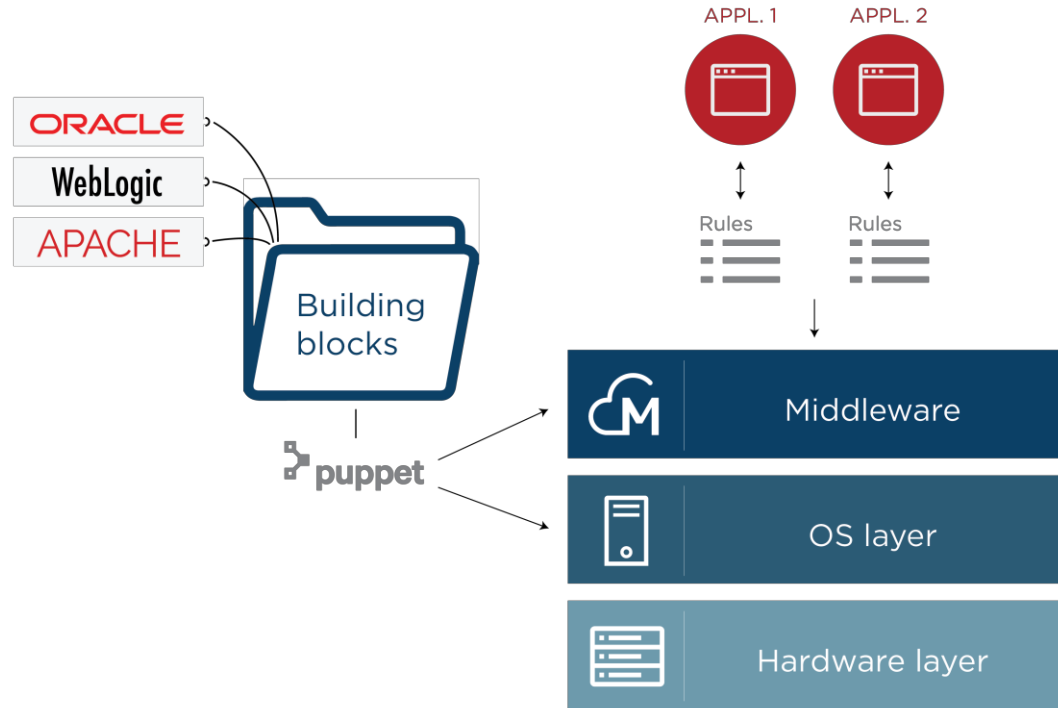 APPL. 1
APPL. 2
ORACLE
WebLogic
APACHE
Building
blocks
puppet
Rules
Rules
M
Middleware
OS layer
Hardware layer